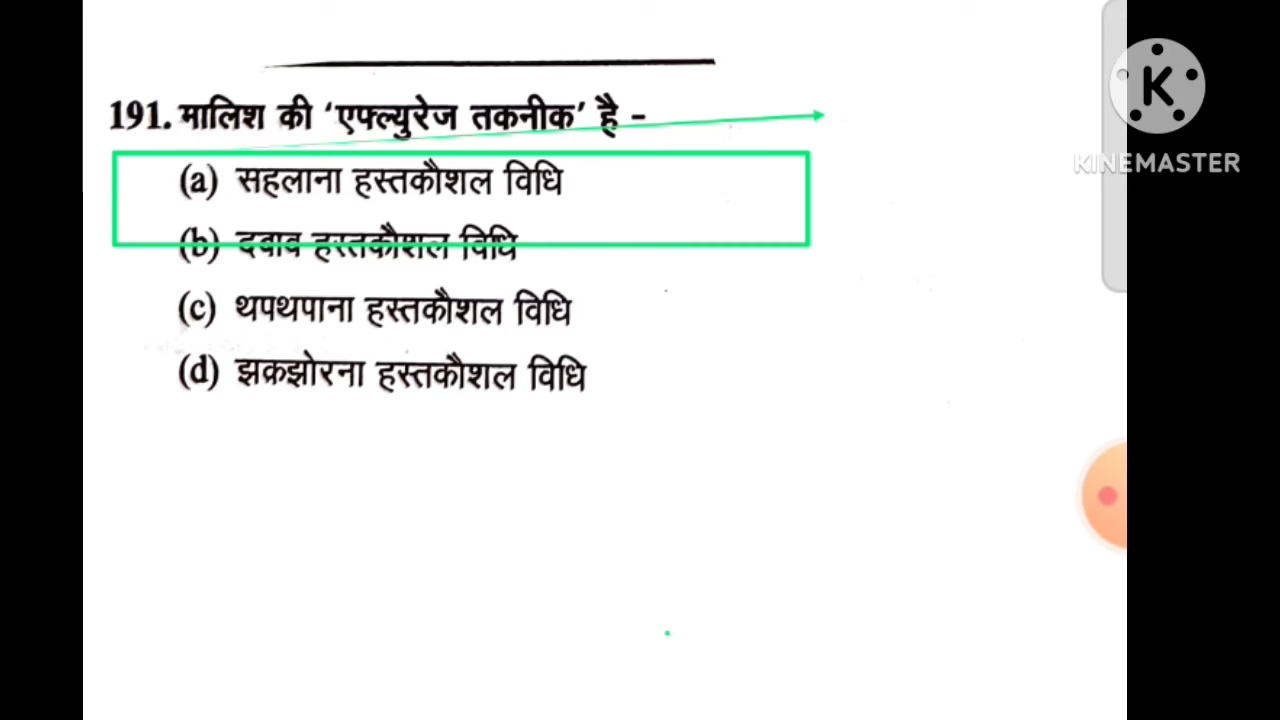 191. मालिश की ‘एफ्ल्युरेज तकनीक’ है -
(a) सहलाना हस्तकौशल विधि
(b) दबाव हस्तकौशल विधि
(c) थपथपाना हस्तकौशल विधि
(d) झकझोरना हस्तकौशल विधि
K
KINEMASTER